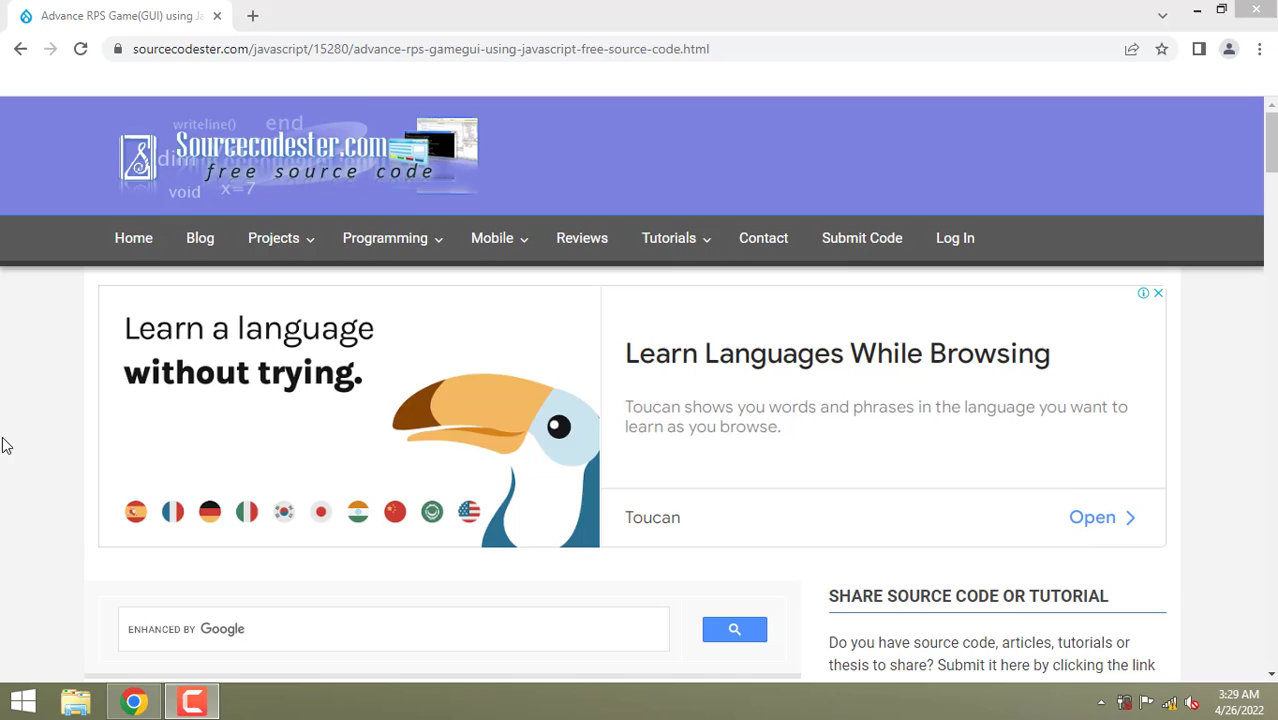 Advance RPS Game(GUI) using Ja
sourcecodester.com/javascript/15280/advance-rps-gamegui-using-javascript-free-source-code.html
writeline() end
Sourcecodester.com
dim
free source code
void x=7
Home Blog Projects Programming Mobile Reviews Tutorials Contact Submit Code Log In
Learn a language
without trying.
Learn Languages While Browsing
Toucan shows you words and phrases in the language you want to
learn as you browse.
Toucan
Open
ENHANCED BY Google
SHARE SOURCE CODE OR TUTORIAL
Do you have source code, articles, tutorials or
thesis to share? Submit it here by clicking the link
3:29 AM
4/26/2022